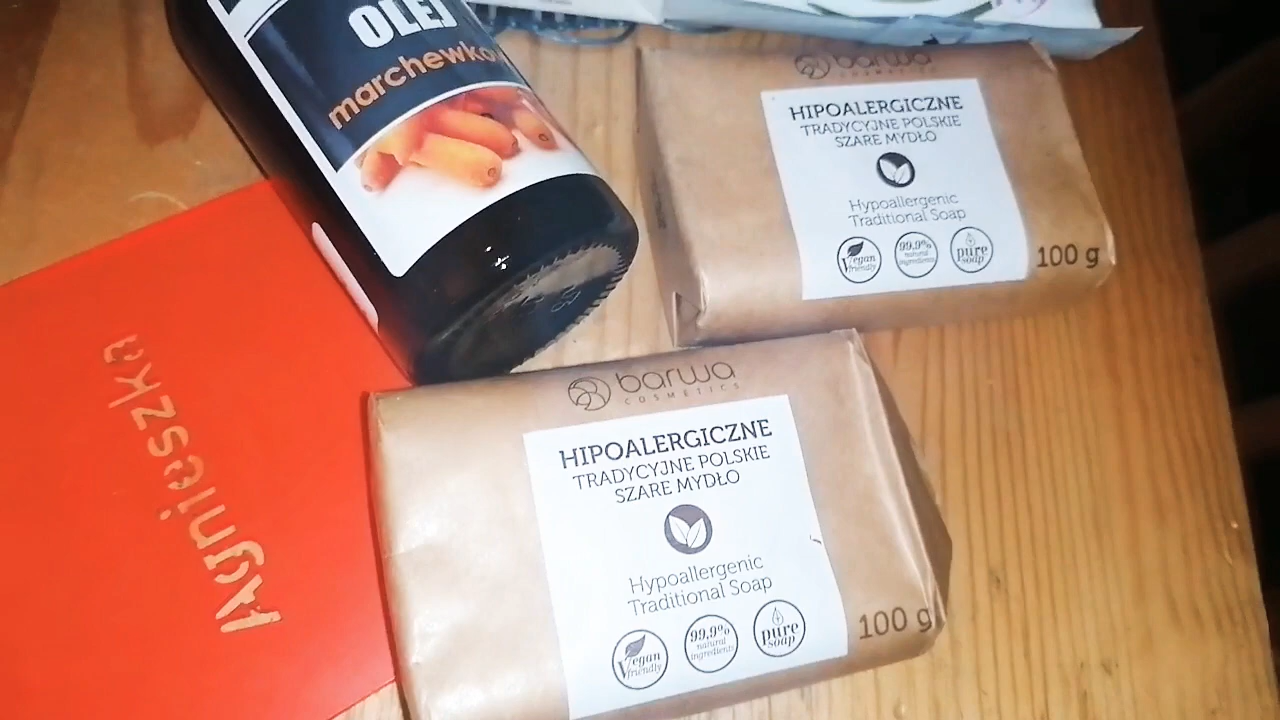 OLEJ
marchewko
Agnieszka
barwa
COSMETICS
HIPOALERGICZNE
TRADYCYJNE POLSKIE
SZARE MYDŁO
Hypoallergenic
Traditional Soap
Vegan
friendly
99.9%
natural
ingredients
pure
soap
100 g
barwa
COSMETICS
HIPOALERGICZNE
TRADYCYJNE POLSKIE
SZARE MYDŁO
Hypoallergenic
Traditional Soap
Vegan
friendly
99.9%
natural
ingredients
pure
soap
100 g